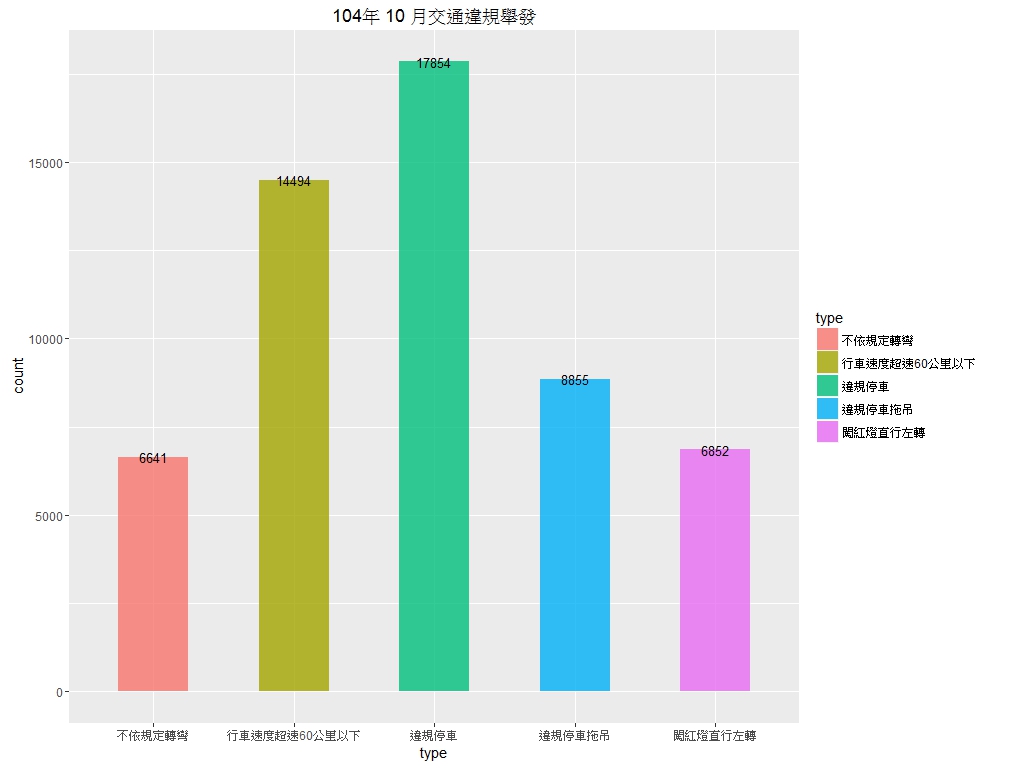 104年 10 月交通違規舉發
count
15000
10000
5000
0
6641
14494
17854
8855
6852
不依規定轉彎
行車速度超速60公里以下
違規停車
違規停車拖吊
闖紅燈直行左轉
type
type
不依規定轉彎
行車速度超速60公里以下
違規停車
違規停車拖吊
闖紅燈直行左轉